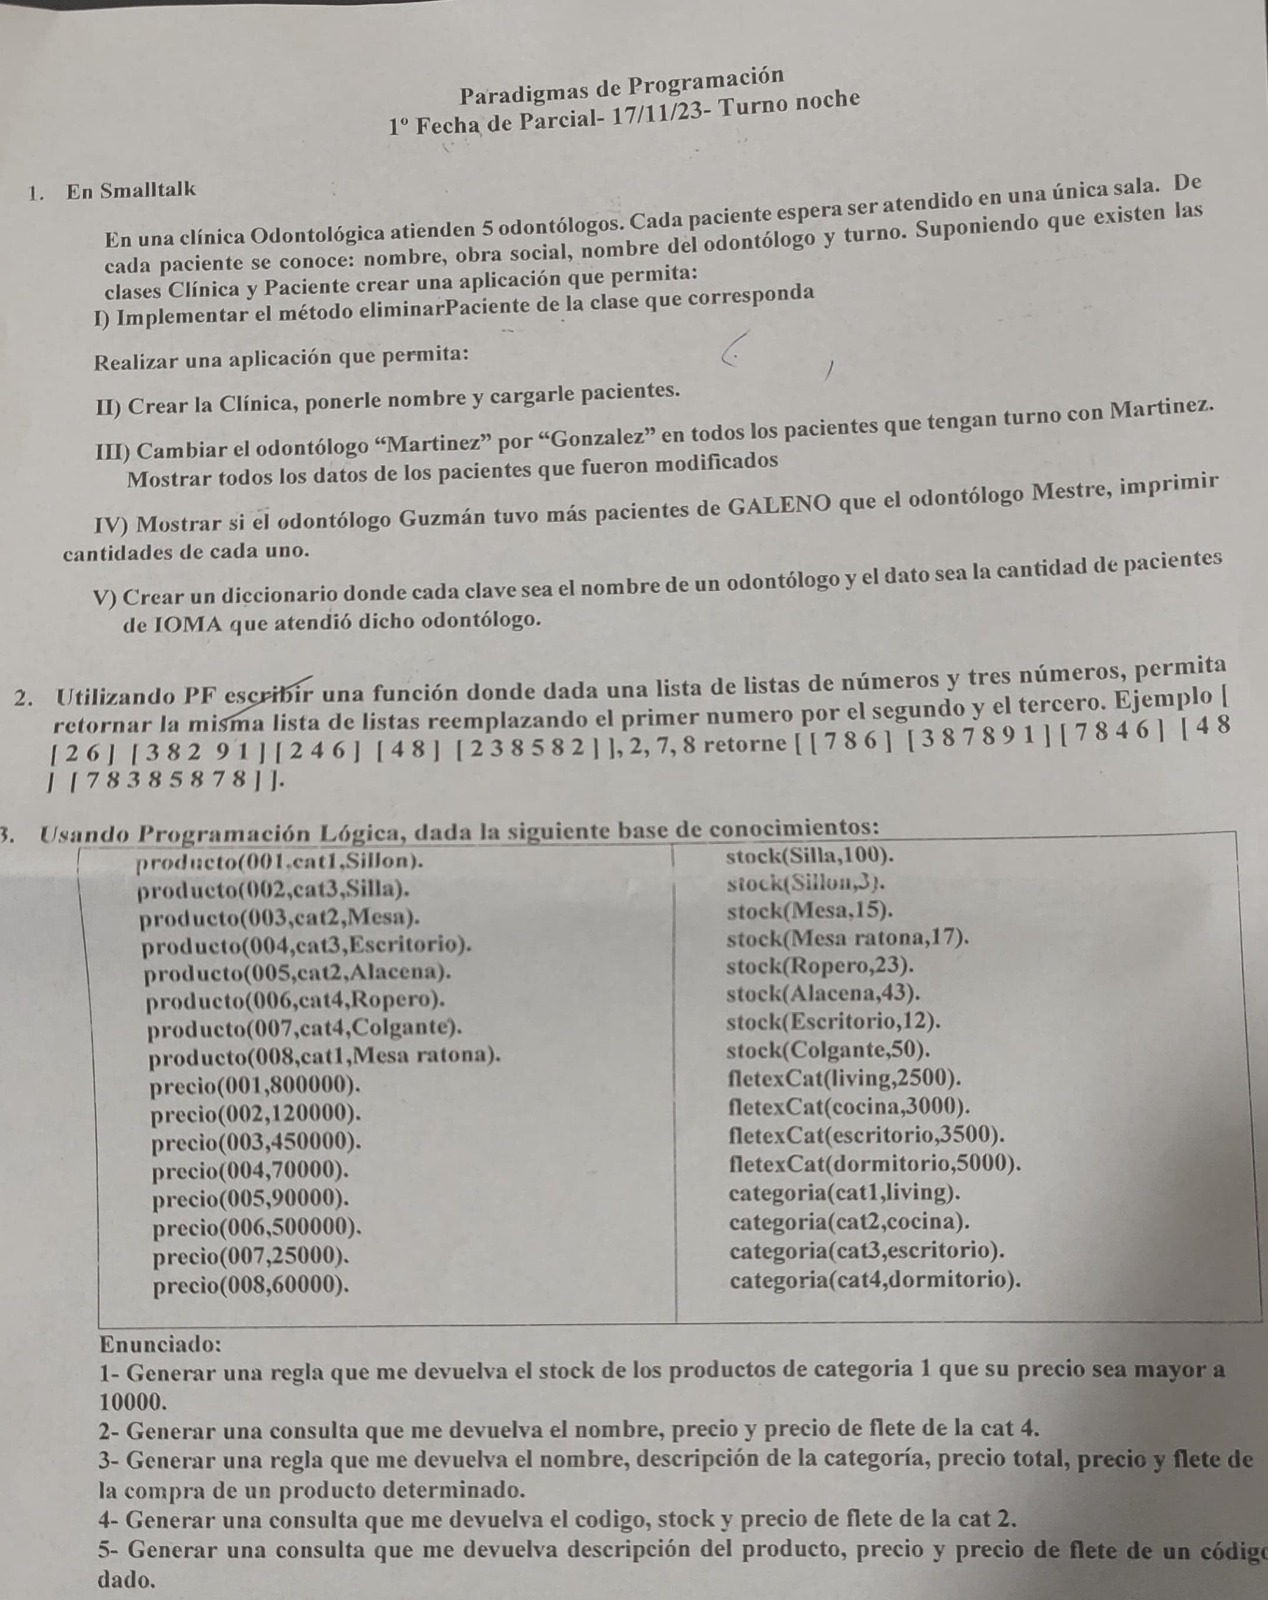 Paradigmas de Programación
1º Fecha de Parcial- 17/11/23- Turno noche
1. En Smalltalk
En una clínica Odontológica atienden 5 odontólogos. Cada paciente espera ser atendido en una única sala. De
cada paciente se conoce: nombre, obra social, nombre del odontólogo y turno. Suponiendo que existen las
clases Clínica y Paciente crear una aplicación que permita:
I) Implementar el método eliminarPaciente de la clase que corresponda
Realizar una aplicación que permita:
II) Crear la Clínica, ponerle nombre y cargarle pacientes.
III) Cambiar el odontólogo “Martinez” por “Gonzalez” en todos los pacientes que tengan turno con Martinez.
Mostrar todos los datos de los pacientes que fueron modificados
IV) Mostrar si el odontólogo Guzmán tuvo más pacientes de GALENO que el odontólogo Mestre, imprimir
cantidades de cada uno.
V) Crear un diccionario donde cada clave sea el nombre de un odontólogo y el dato sea la cantidad de pacientes
de IOMA que atendió dicho odontólogo.
2. Utilizando PF escribir una función donde dada una lista de listas de números y tres números, permita
retornar la misma lista de listas reemplazando el primer numero por el segundo y el tercero. Ejemplo [
[ 2 6 ] [ 3 8 2 9 1 ] [ 2 4 6 ] [ 4 8 ] [ 2 3 8 5 8 2 ] ], 2, 7, 8 retorne [ [ 7 8 6 ] [ 3 8 7 8 9 1 ] [ 7 8 4 6 ] [ 4 8
] [ 7 8 3 8 5 8 7 8 ] ].
3. Usando Programación Lógica, dada la siguiente base de conocimientos:
producto(001,cat1,Sillon).
producto(002,cat3,Silla).
producto(003,cat2,Mesa).
producto(004,cat3,Escritorio).
producto(005,cat2,Alacena).
producto(006,cat4,Ropero).
producto(007,cat4,Colgante).
producto(008,cat1,Mesa ratona).
precio(001,800000).
precio(002,120000).
precio(003,450000).
precio(004,70000).
precio(005,90000).
precio(006,500000).
precio(007,25000).
precio(008,60000).
stock(Silla,100).
stock(Sillon,3).
stock(Mesa,15).
stock(Mesa ratona,17).
stock(Ropero,23).
stock(Alacena,43).
stock(Escritorio,12).
stock(Colgante,50).
fletexCat(living,2500).
fletexCat(cocina,3000).
fletexCat(escritorio,3500).
fletexCat(dormitorio,5000).
categoria(cat1,living).
categoria(cat2,cocina).
categoria(cat3,escritorio).
categoria(cat4,dormitorio).
Enunciado:
1- Generar una regla que me devuelva el stock de los productos de categoria 1 que su precio sea mayor a
10000.
2- Generar una consulta que me devuelva el nombre, precio y precio de flete de la cat 4.
3- Generar una regla que me devuelva el nombre, descripción de la categoría, precio total, precio y flete de
la compra de un producto determinado.
4- Generar una consulta que me devuelva el codigo, stock y precio de flete de la cat 2.
5- Generar una consulta que me devuelva descripción del producto, precio y precio de flete de un código
dado.